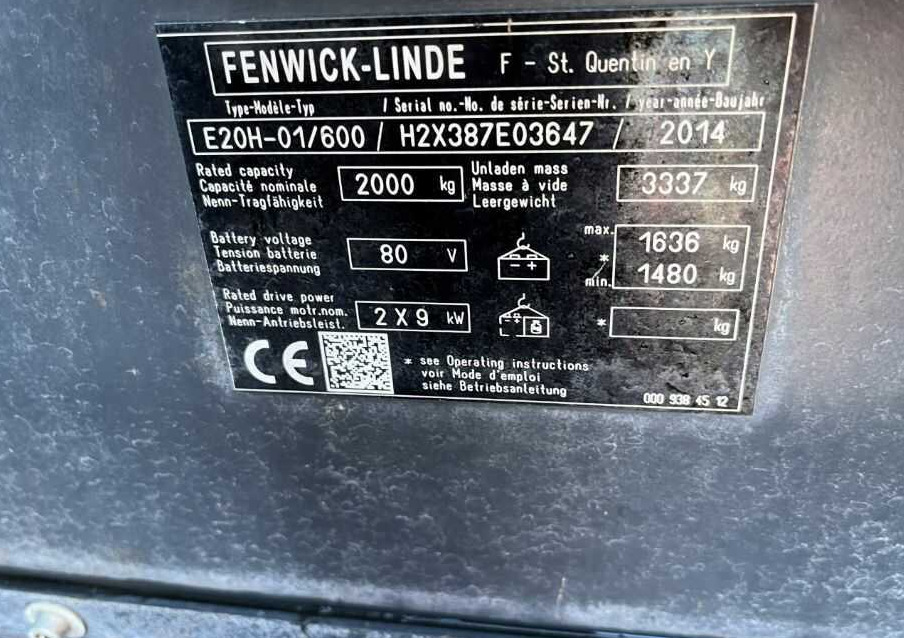 FENWICK-LINDE F - St. Quentin en Y
Type-Modèle-Typ / Serial no.-No. de série-Serien-Nr. / year-année-Baujahr
E20H-01/600 / H2X387E03647 / 2014
Rated capacity
Capacité nominale
Nenn-Tragfähigkeit
2000 kg
Unladen mass
Masse à vide
Leergewicht
3337 kg
Battery voltage
Tension batterie
Batteriespannung
80 V
- +
max. 1636 kg
*
min. 1480 kg
Rated drive power
Puissance motr.nom.
Nenn-Antriebsleist.
2 X 9 kW
- +
* kg
CE
* see Operating instructions
voir Mode d'emploi
siehe Betriebsanleitung
000 938 45 12